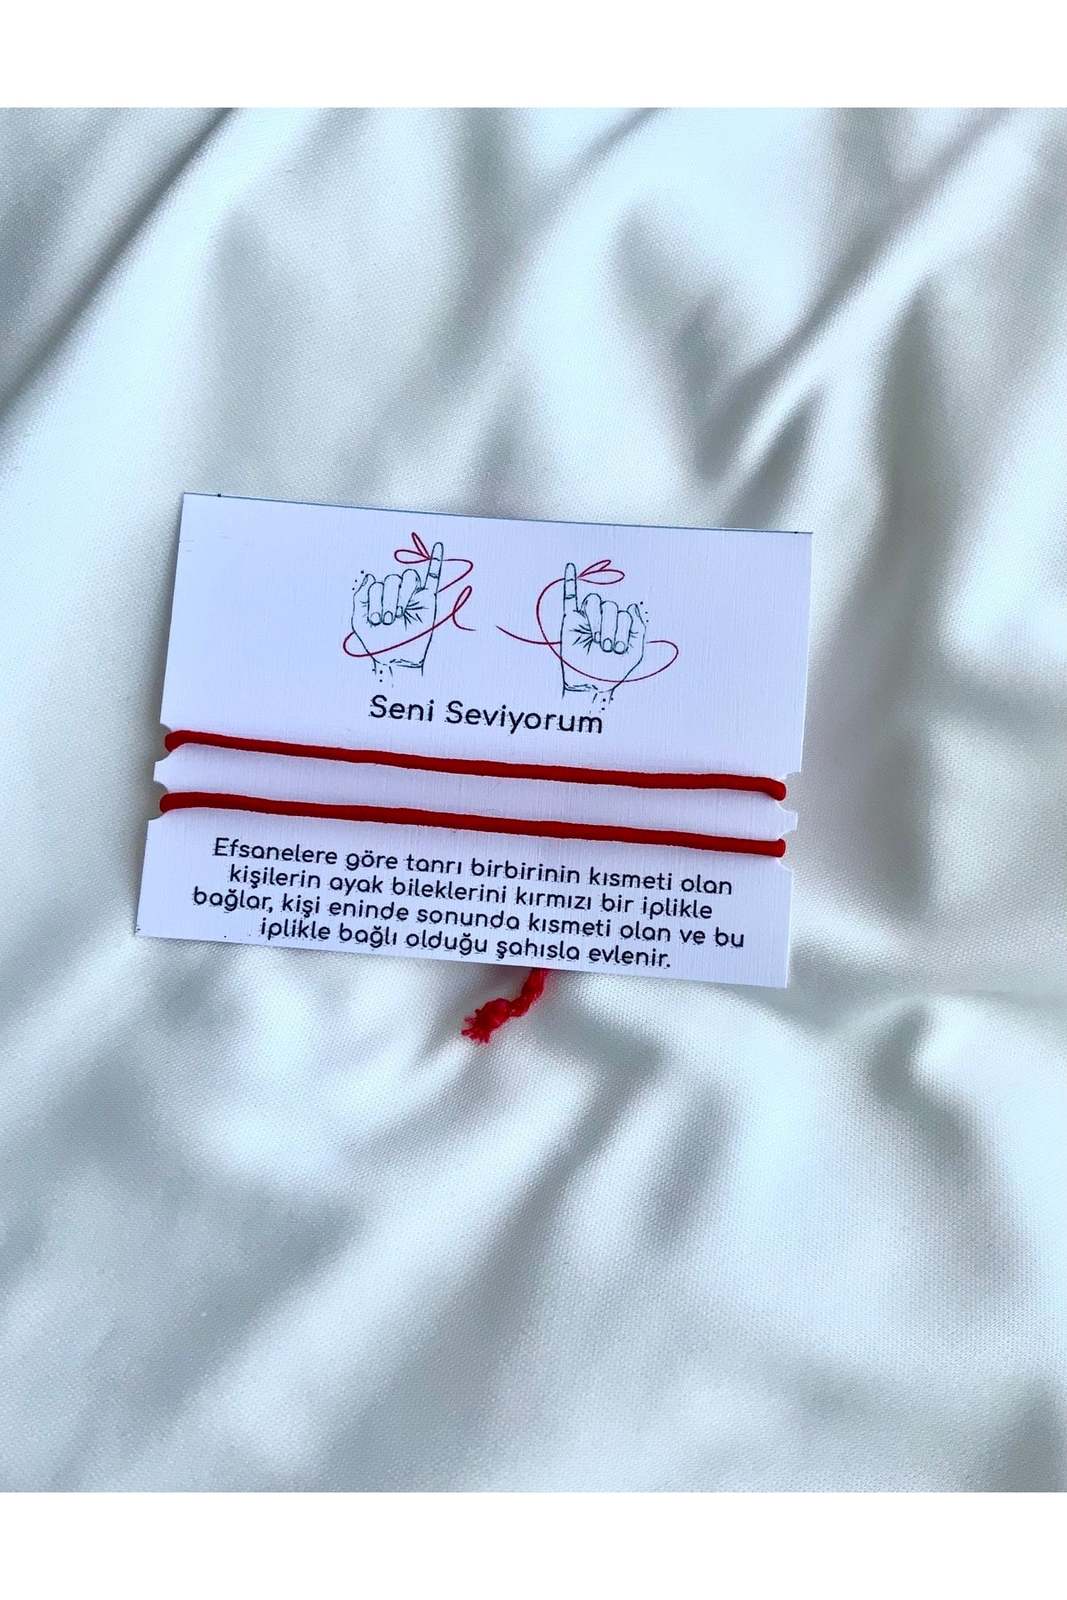 Seni Seviyorum
Efsanelere göre tanrı birbirinin kısmeti olan
kişilerin ayak bileklerini kırmızı bir iplikle
bağlar, kişi eninde sonunda kısmeti olan ve bu
iplikle bağlı olduğu şahısla evlenir.